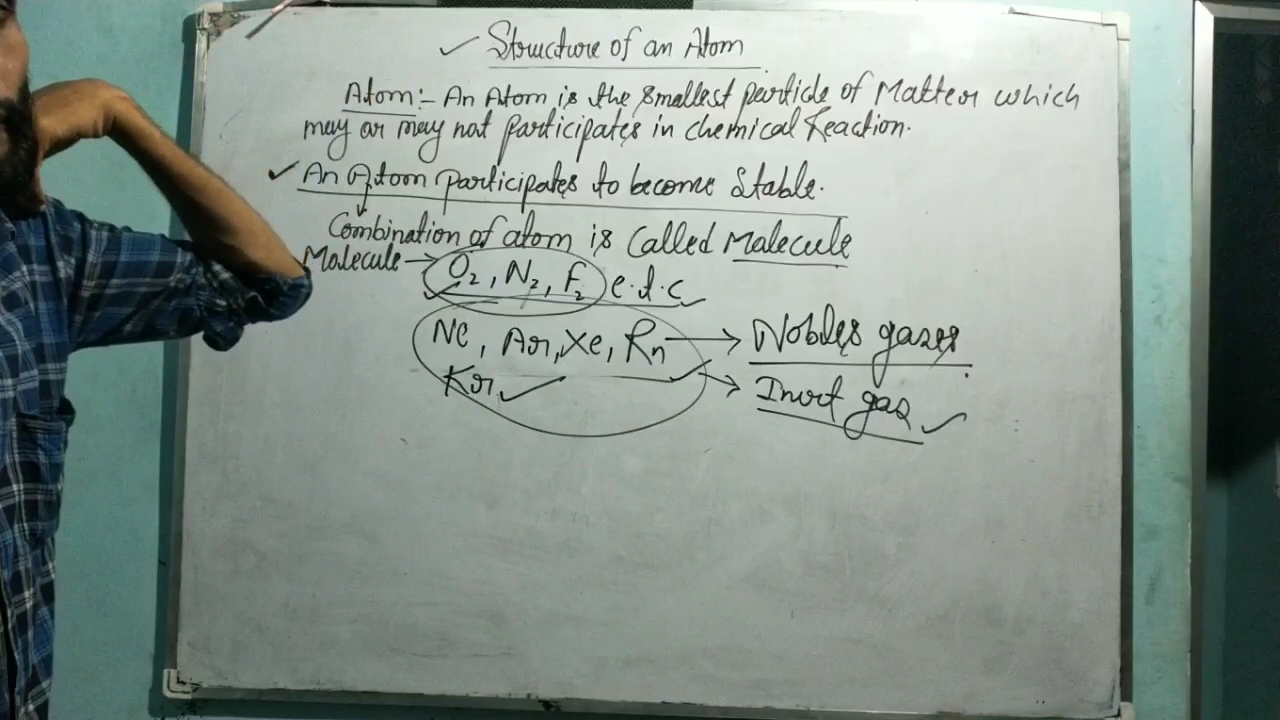 Structure of an Atom
Atom:- An Atom is the smallest particle of Matter which
may or may not participates in chemical Reaction.
An Atom participates to become Stable.
Combination of atom is Called Malecule
Malecule → O₂, N₂, F₂ e.t.c
Ne, Ar, Xe, Rn → Nobles gases
Kr → Inert gas